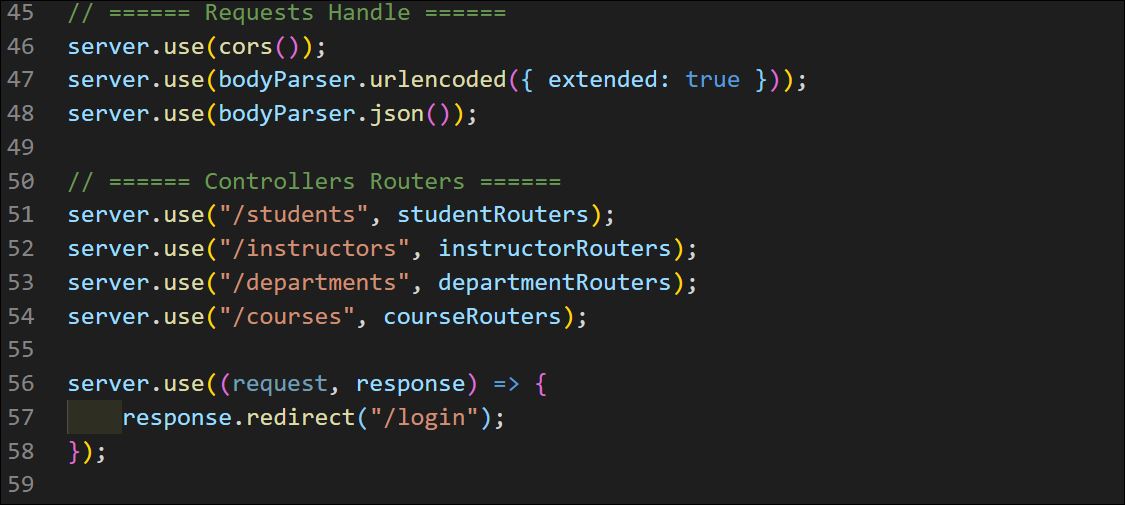 45 // ====== Requests Handle ======
46 server.use(cors());
47 server.use(bodyParser.urlencoded({ extended: true }));
48 server.use(bodyParser.json());
49
50 // ====== Controllers Routers ======
51 server.use("/students", studentRouters);
52 server.use("/instructors", instructorRouters);
53 server.use("/departments", departmentRouters);
54 server.use("/courses", courseRouters);
55
56 server.use((request, response) => {
57     response.redirect("/login");
58 });
59